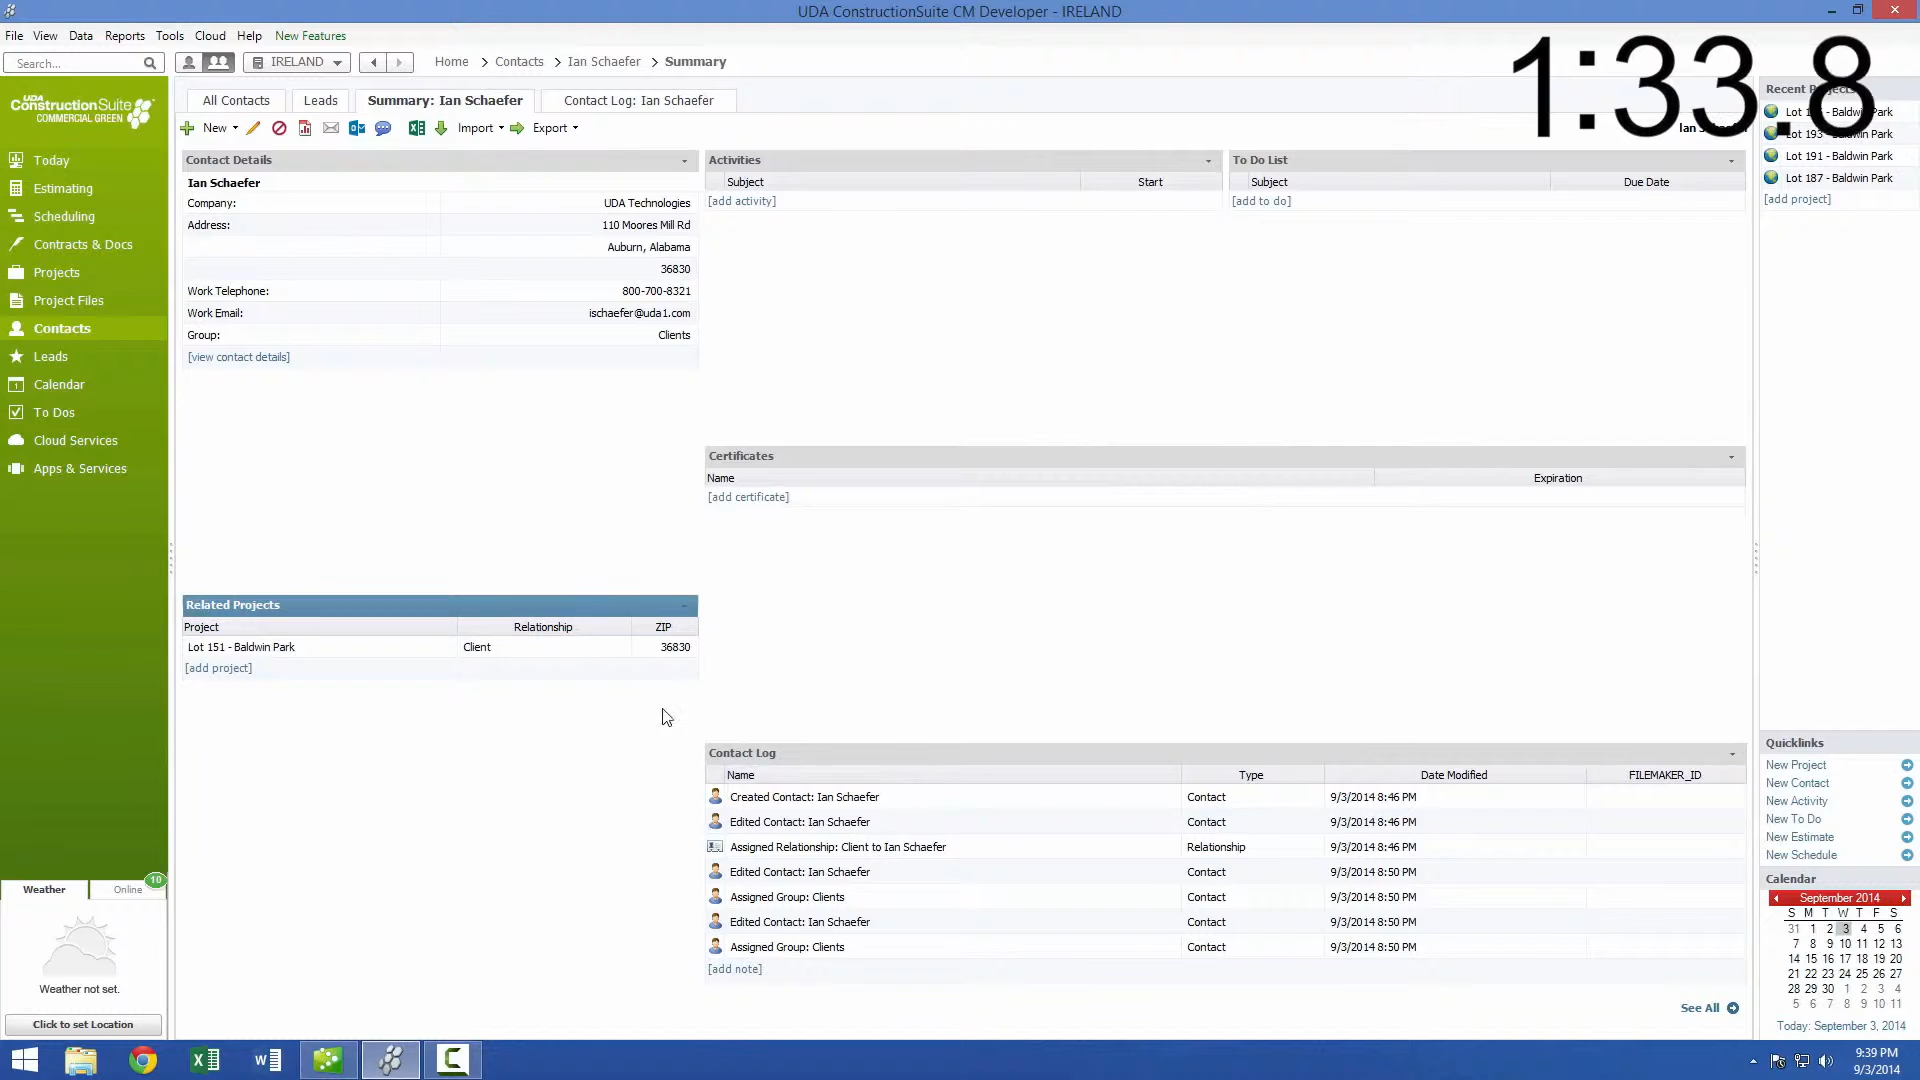 UDA ConstructionSuite CM Developer - IRELAND
File View Data Reports Tools Cloud Help New Features
1:33.8
Search...
IRELAND
Home Contacts Ian Schaefer Summary
UDA
ConstructionSuite
COMMERCIAL GREEN
Today
Estimating
Scheduling
Contracts & Docs
Projects
Project Files
Contacts
Leads
Calendar
To Dos
Cloud Services
Apps & Services
Weather Online 10
Weather not set.
Click to set Location
All Contacts Leads Summary: Ian Schaefer Contact Log: Ian Schaefer
New Import Export
Contact Details
Ian Schaefer
Company: UDA Technologies
Address: 110 Moores Mill Rd
Auburn, Alabama
36830
Work Telephone: 800-700-8321
Work Email: ischaefer@uda1.com
Group: Clients
[view contact details]
Related Projects
Project Relationship ZIP
Lot 151 - Baldwin Park Client 36830
[add project]
Activities
Subject Start
[add activity]
To Do List
Subject Due Date
[add to do]
Certificates
Name Expiration
[add certificate]
Contact Log
Name Type Date Modified FILEMAKER_ID
Created Contact: Ian Schaefer Contact 9/3/2014 8:46 PM
Edited Contact: Ian Schaefer Contact 9/3/2014 8:46 PM
Assigned Relationship: Client to Ian Schaefer Relationship 9/3/2014 8:46 PM
Edited Contact: Ian Schaefer Contact 9/3/2014 8:50 PM
Assigned Group: Clients Contact 9/3/2014 8:50 PM
Edited Contact: Ian Schaefer Contact 9/3/2014 8:50 PM
Assigned Group: Clients Contact 9/3/2014 8:50 PM
[add note]
See All
Recent
Lot - Baldwin Park
Lot 193 - Baldwin Park
Lot 191 - Baldwin Park
Lot 187 - Baldwin Park
[add project]
Quicklinks
New Project
New Contact
New Activity
New To Do
New Estimate
New Schedule
Calendar
September 2014
S M T W T F S
31 1 2 3 4 5 6
7 8 9 10 11 12 13
14 15 16 17 18 19 20
21 22 23 24 25 26 27
28 29 30 1 2 3 4
5 6 7 8 9 10 11
Today: September 3, 2014
9:39 PM
9/3/2014